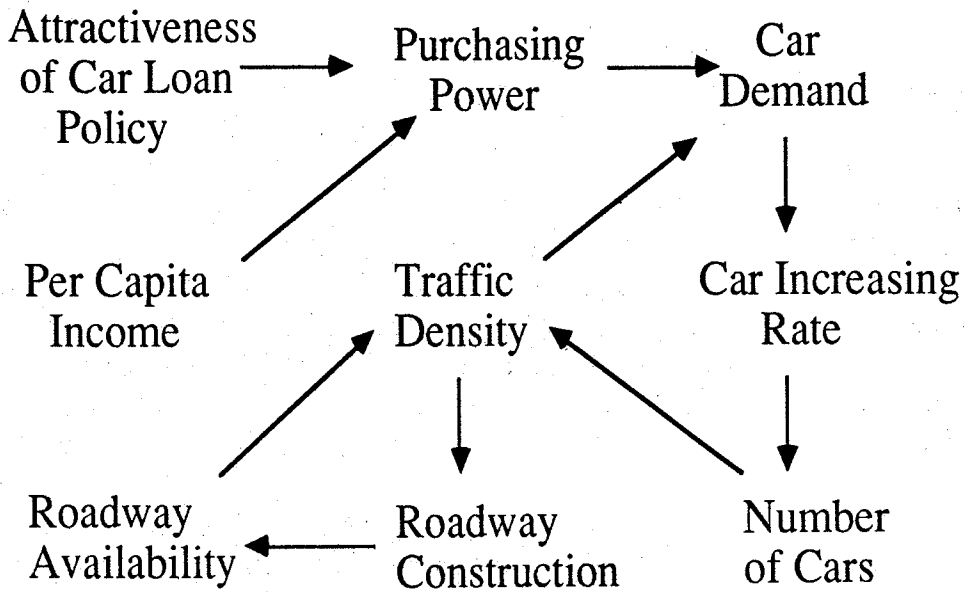 Attractiveness
of Car Loan
Policy
Purchasing
Power
Car
Demand
Per Capita
Income
Traffic
Density
Car Increasing
Rate
Roadway
Availability
Roadway
Construction
Number
of Cars